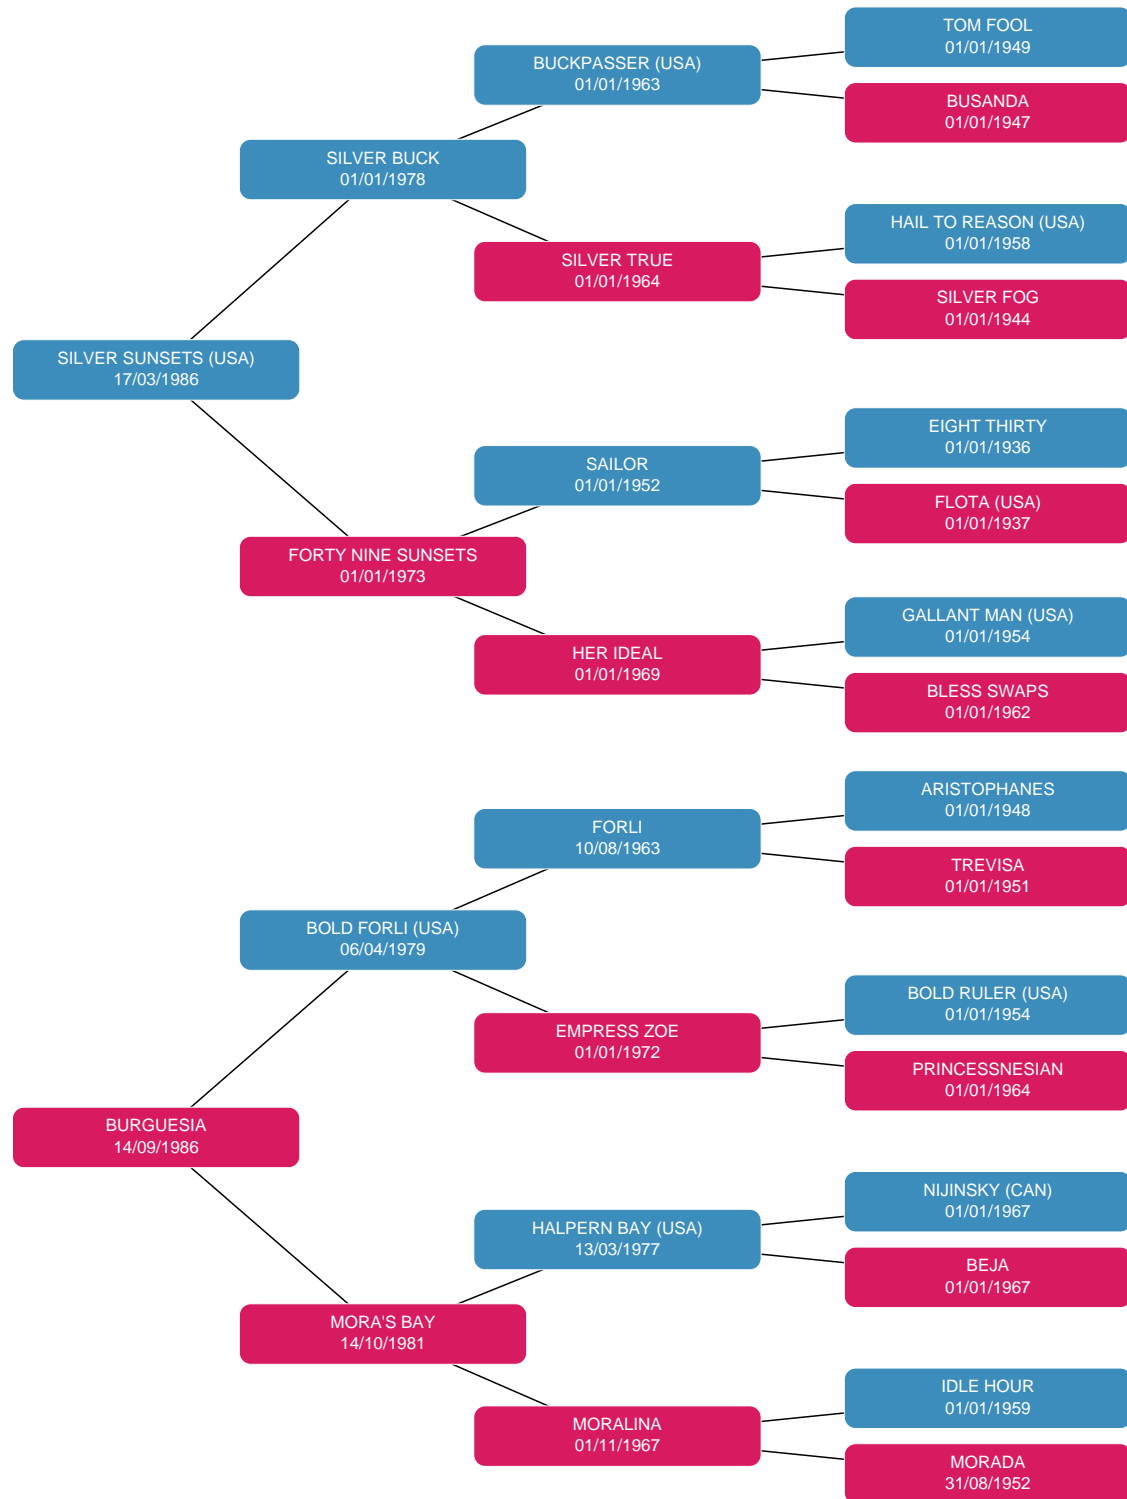 TOM FOOL
01/01/1949
BUCKPASSER (USA)
01/01/1963
BUSANDA
01/01/1947
SILVER BUCK
01/01/1978
HAIL TO REASON (USA)
01/01/1958
SILVER TRUE
01/01/1964
SILVER FOG
01/01/1944
SILVER SUNSETS (USA)
17/03/1986
EIGHT THIRTY
01/01/1936
SAILOR
01/01/1952
FLOTA (USA)
01/01/1937
FORTY NINE SUNSETS
01/01/1973
GALLANT MAN (USA)
01/01/1954
HER IDEAL
01/01/1969
BLESS SWAPS
01/01/1962
ARISTOPHANES
01/01/1948
FORLI
10/08/1963
TREVISA
01/01/1951
BOLD FORLI (USA)
06/04/1979
BOLD RULER (USA)
01/01/1954
EMPRESS ZOE
01/01/1972
PRINCESSNESIAN
01/01/1964
BURGUESIA
14/09/1986
NIJINSKY (CAN)
01/01/1967
HALPERN BAY (USA)
13/03/1977
BEJA
01/01/1967
MORA'S BAY
14/10/1981
IDLE HOUR
01/01/1959
MORALINA
01/11/1967
MORADA
31/08/1952